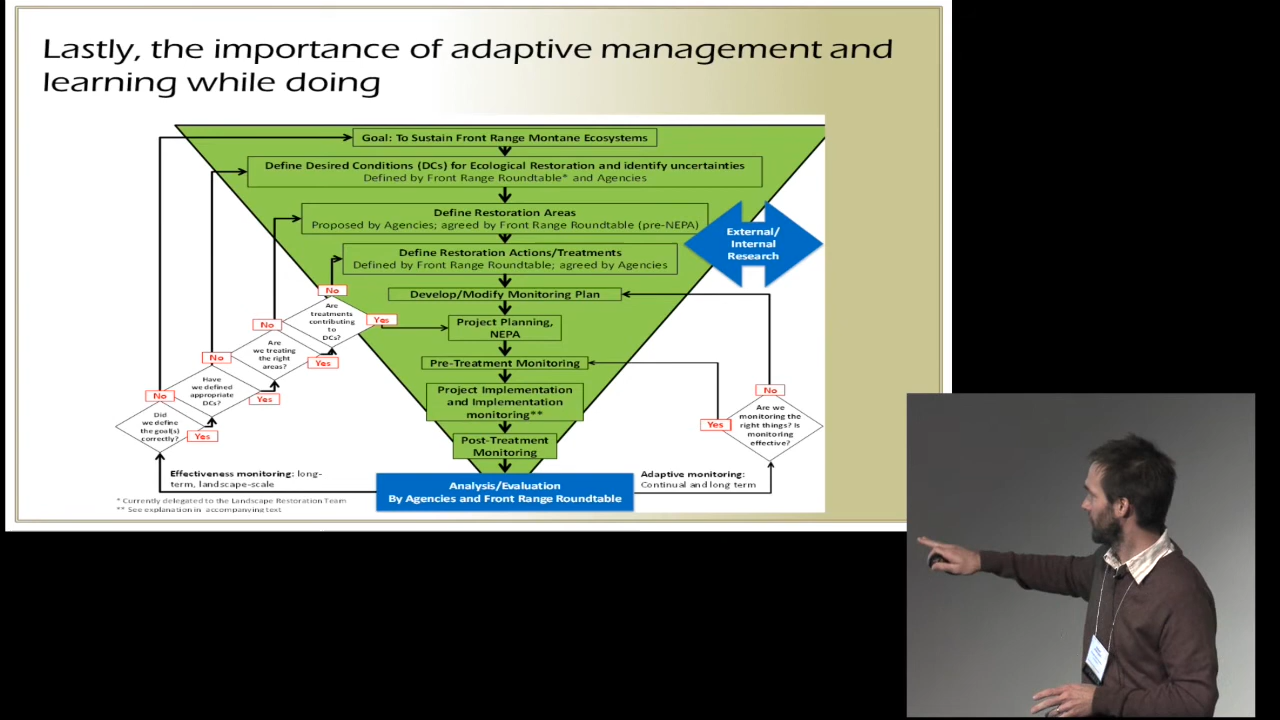 Lastly, the importance of adaptive management and
learning while doing
Goal: To Sustain Front Range Montane Ecosystems
Define Desired Conditions (DCs) for Ecological Restoration and identify uncertainties
Defined by Front Range Roundtable* and Agencies
Define Restoration Areas
Proposed by Agencies; agreed by Front Range Roundtable (pre-NEPA)
External/
Internal
Research
Define Restoration Actions/Treatments
Defined by Front Range Roundtable; agreed by Agencies
Develop/Modify Monitoring Plan
Project Planning,
NEPA
Pre-Treatment Monitoring
Project Implementation
and Implementation
monitoring**
Post-Treatment
Monitoring
Analysis/Evaluation
By Agencies and Front Range Roundtable
No
Are
treatments
contributing
to
DCs?
Yes
No
Are
we treating
the right
areas?
Yes
No
Have
we defined
appropriate
DCs?
Yes
No
Did
we define
the goal(s)
correctly?
Yes
No
Are we
monitoring the
right things? Is
monitoring
effective?
Yes
Effectiveness monitoring: long-
term, landscape-scale
Adaptive monitoring:
Continual and long term
* Currently delegated to the Landscape Restoration Team
** See explanation in accompanying text